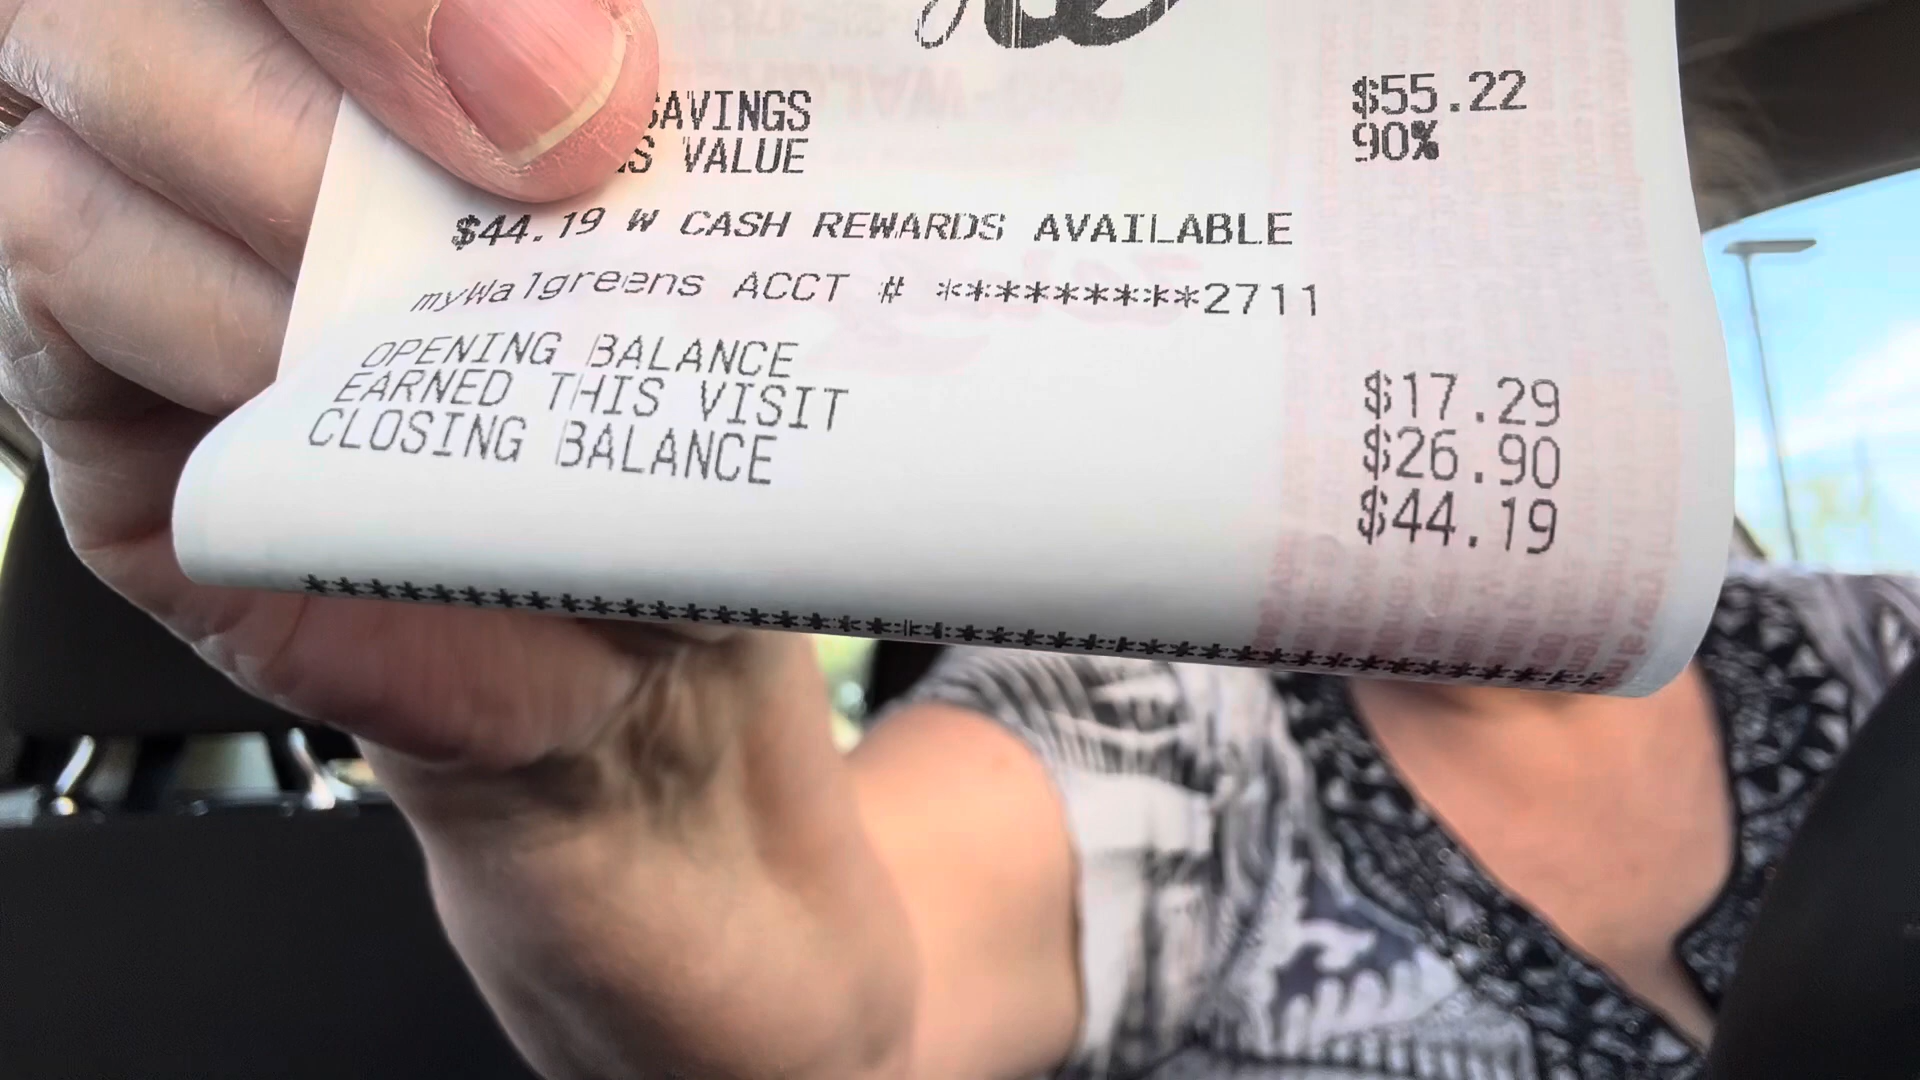 SAVINGS $55.22
VALUE 90%
$44.19 W CASH REWARDS AVAILABLE
myWalgreens ACCT # *********2711
OPENING BALANCE $17.29
EARNED THIS VISIT $26.90
CLOSING BALANCE $44.19